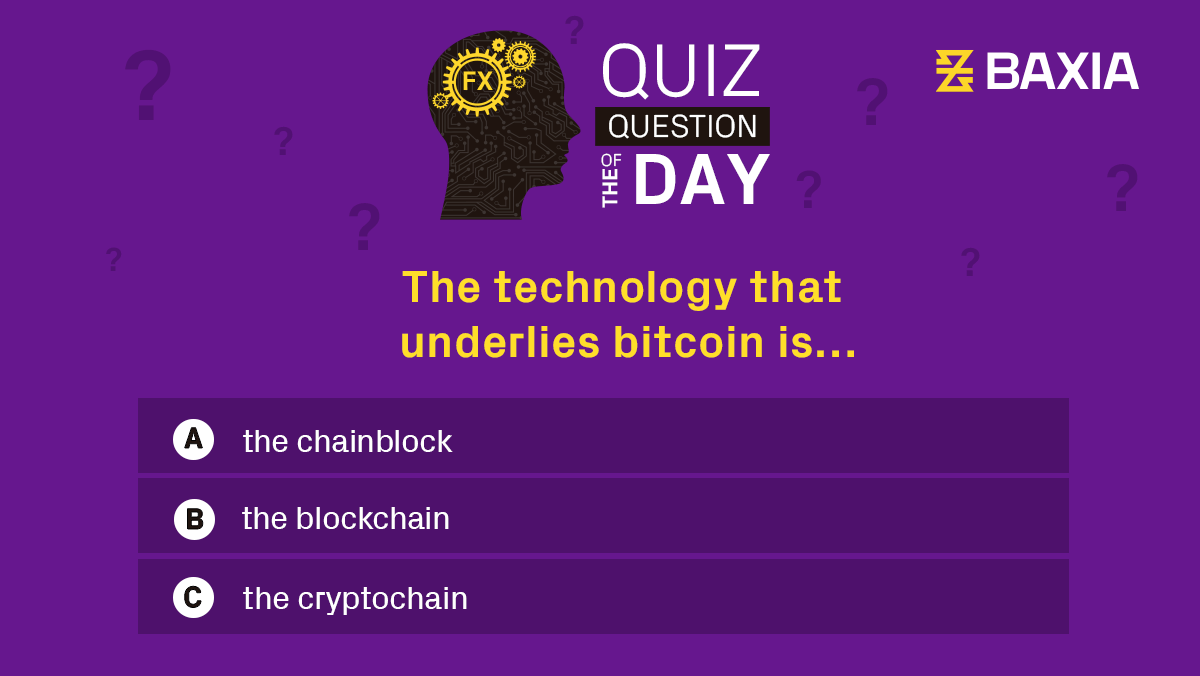 FX
QUIZ
QUESTION
OF THE DAY
BAXIA
The technology that
underlies bitcoin is...
A the chainblock
B the blockchain
C the cryptochain